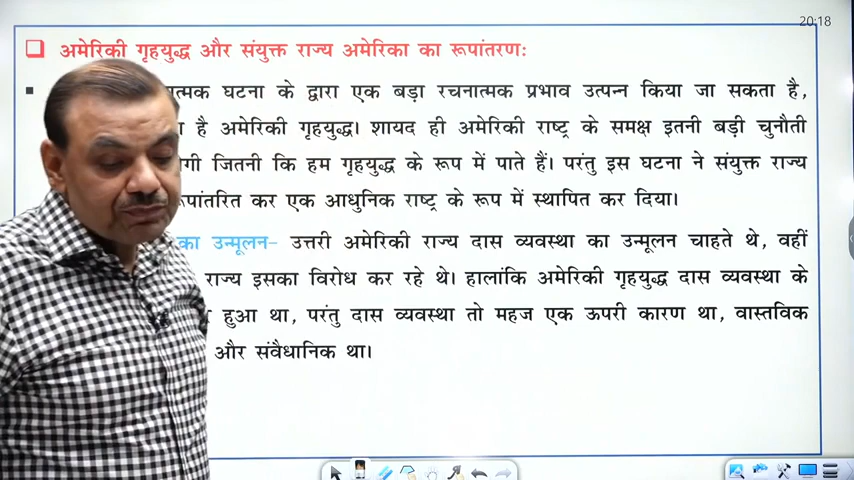 20:18
अमेरिकी गृहयुद्ध और संयुक्त राज्य अमेरिका का रूपांतरण:
घटना के द्वारा एक बड़ा रचनात्मक प्रभाव उत्पन्न किया जा सकता है,
है अमेरिकी गृहयुद्ध। शायद ही अमेरिकी राष्ट्र के समक्ष इतनी बड़ी चुनौती
जितनी कि हम गृहयुद्ध के रूप में पाते हैं। परंतु इस घटना ने संयुक्त राज्य
कर एक आधुनिक राष्ट्र के रूप में स्थापित कर दिया।
का उन्मूलन- उत्तरी अमेरिकी राज्य दास व्यवस्था का उन्मूलन चाहते थे, वहीं
राज्य इसका विरोध कर रहे थे। हालांकि अमेरिकी गृहयुद्ध दास व्यवस्था के
हुआ था, परंतु दास व्यवस्था तो महज एक ऊपरी कारण था, वास्तविक
और संवैधानिक था।